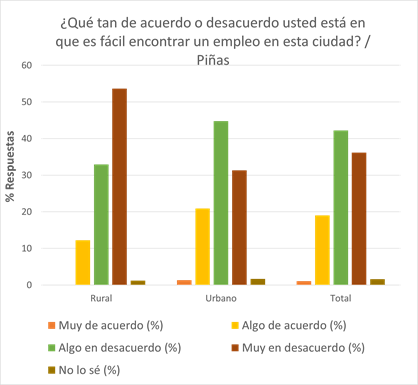 ¿Qué tan de acuerdo o desacuerdo usted está en
que es fácil encontrar un empleo en esta ciudad? /
Piñas
60
50
40
30
20
10
0
% Respuestas
Rural Urbano Total
Muy de acuerdo (%) Algo de acuerdo (%)
Algo en desacuerdo (%) Muy en desacuerdo (%)
No lo sé (%)